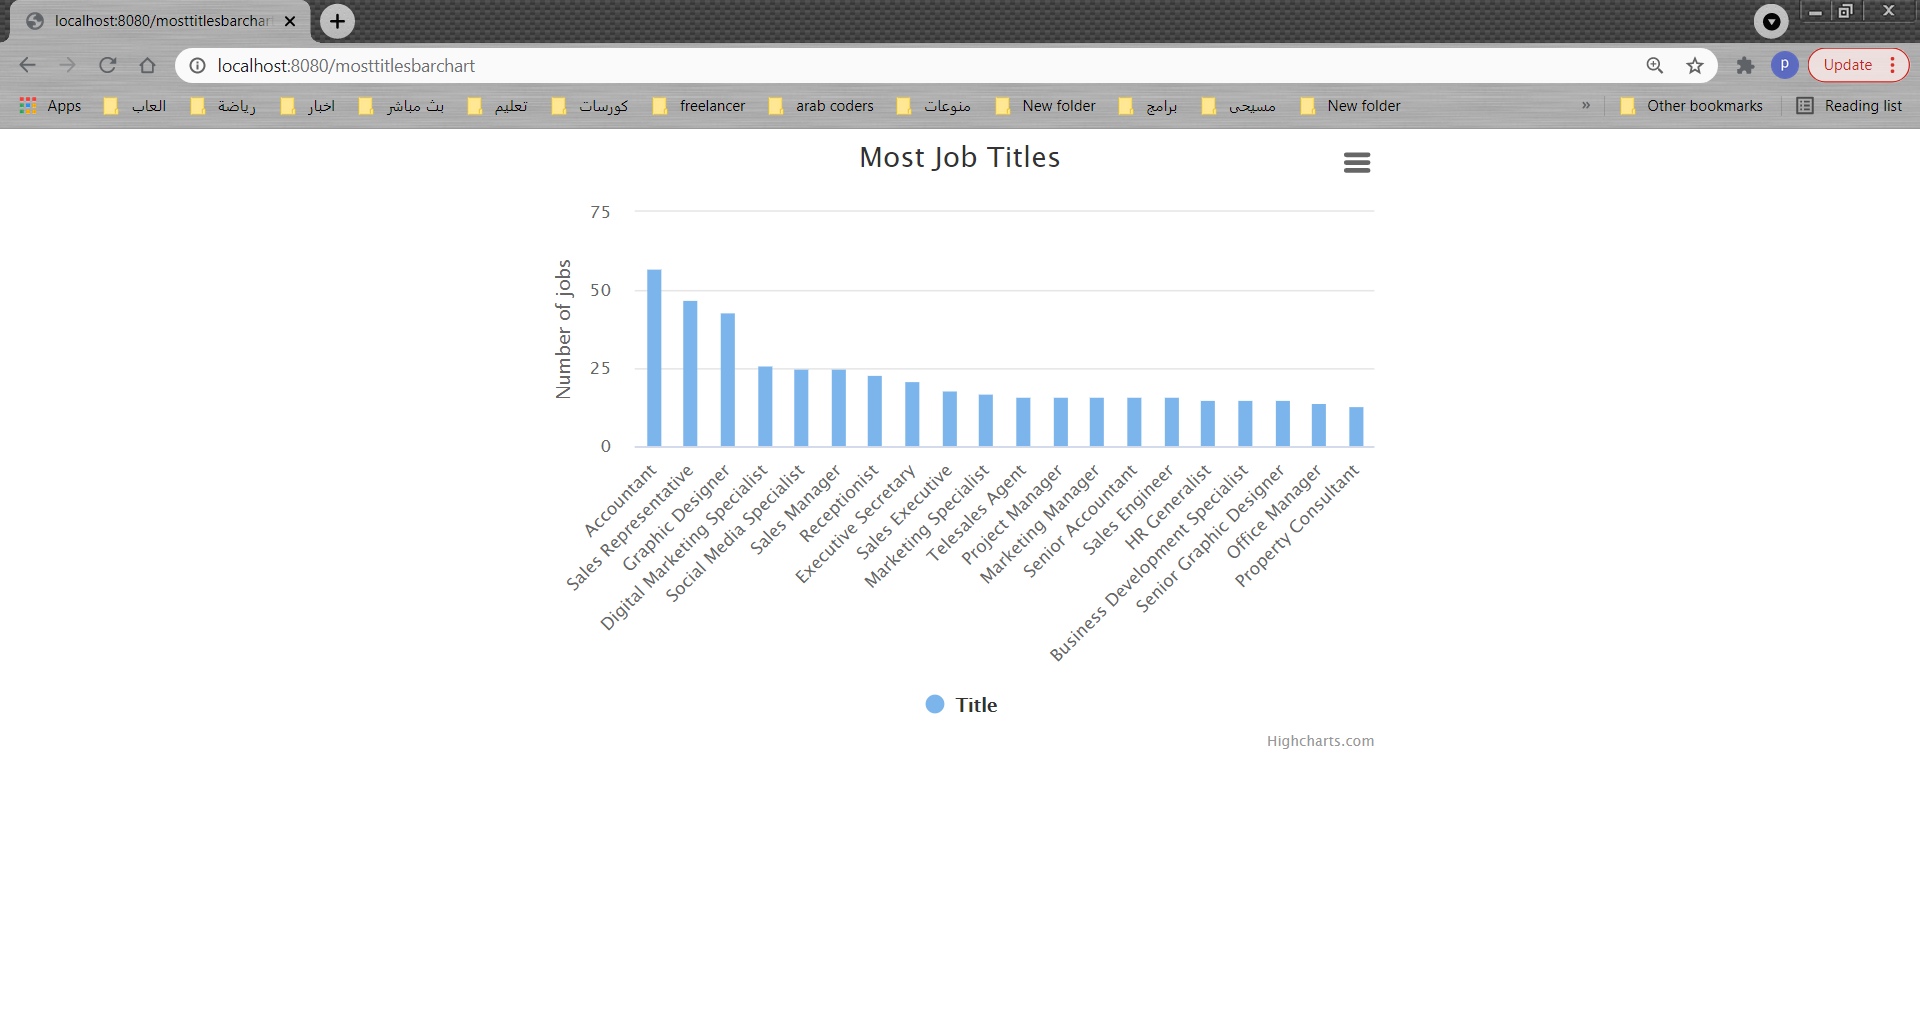 localhost:8080/mosttitlesbarchart
localhost:8080/mosttitlesbarchart
p
Update
Apps
العاب
رياضة
اخبار
بث مباشر
تعليم
كورسات
freelancer
arab coders
منوعات
New folder
برامج
مسيحى
New folder
»
Other bookmarks
Reading list
Most Job Titles
Number of jobs
75
50
25
0
Accountant
Sales Representative
Graphic Designer
Digital Marketing Specialist
Social Media Specialist
Sales Manager
Receptionist
Executive Secretary
Sales Executive
Marketing Specialist
Telesales Agent
Project Manager
Marketing Manager
Senior Accountant
Sales Engineer
HR Generalist
Business Development Specialist
Senior Graphic Designer
Office Manager
Property Consultant
Title
Highcharts.com